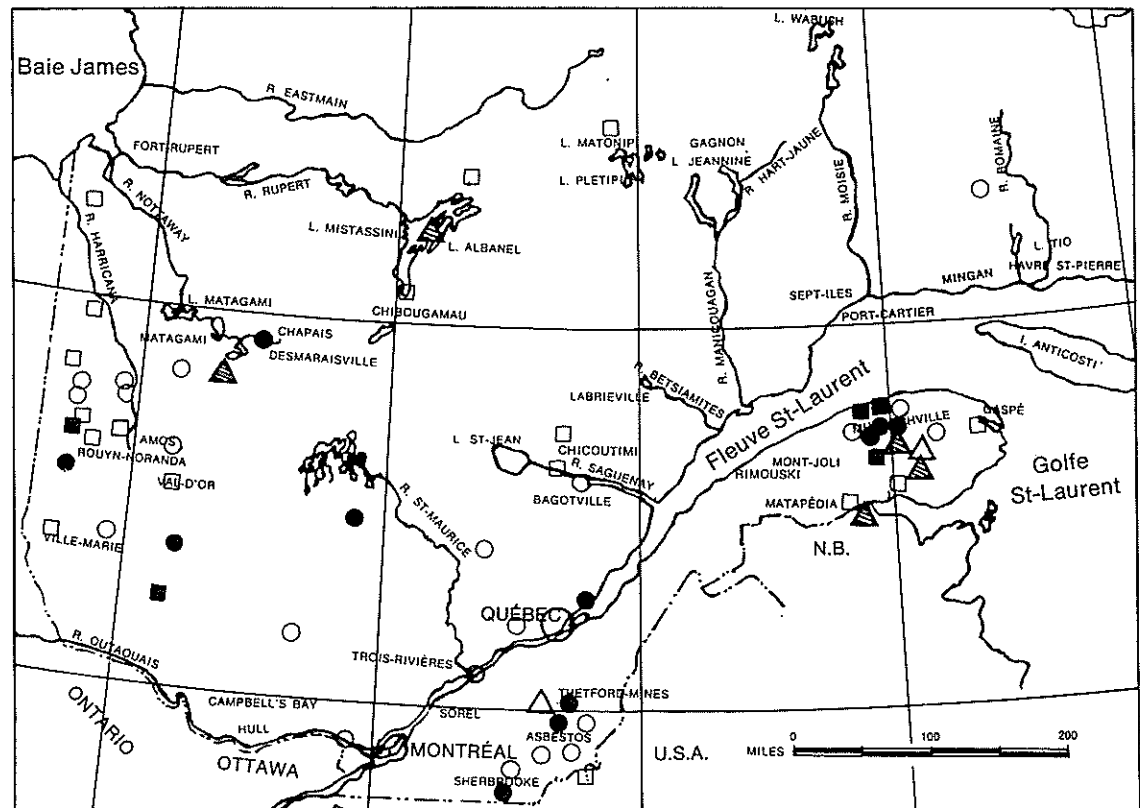 L. WABUSH
Baie James
R. EASTMAIN
FORT-RUPERT
R. RUPERT
R. NOTTAWAY
R. HARRICANA
L. MISTASSINI
L. ALBANEL
L. MATONIP
L. PLETIPI
GAGNON
L. JEANNINE
R. HART-JAUNE
R. MOISIE
R. ROMAINE
L. TIO
HAVRE ST-PIERRE
MINGAN
SEPT-ILES
PORT-CARTIER
R. MANICOUAGAN
L. MATAGAMI
MATAGAMI
CHIBOUGAMAU
CHAPAIS
DESMARAISVILLE
I. ANTICOSTI
R. BETSIAMITES
LABRIEVILLE
Fleuve St-Laurent
GASPÉ
Golfe
St-Laurent
MONT-JOLI
RIMOUSKI
MATAPÉDIA
N.B.
AMOS
ROUYN-NORANDA
VAL-D'OR
VILLE-MARIE
L. ST-JEAN
CHICOUTIMI
R. SAGUENAY
BAGOTVILLE
R. ST-MAURICE
QUÉBEC
TROIS-RIVIÈRES
R. OUTAOUAIS
ONTARIO
CAMPBELL'S BAY
HULL
OTTAWA
SOREL
MONTRÉAL
THETFORD-MINES
ASBESTOS
SHERBROOKE
U.S.A.
MILES
0 100 200